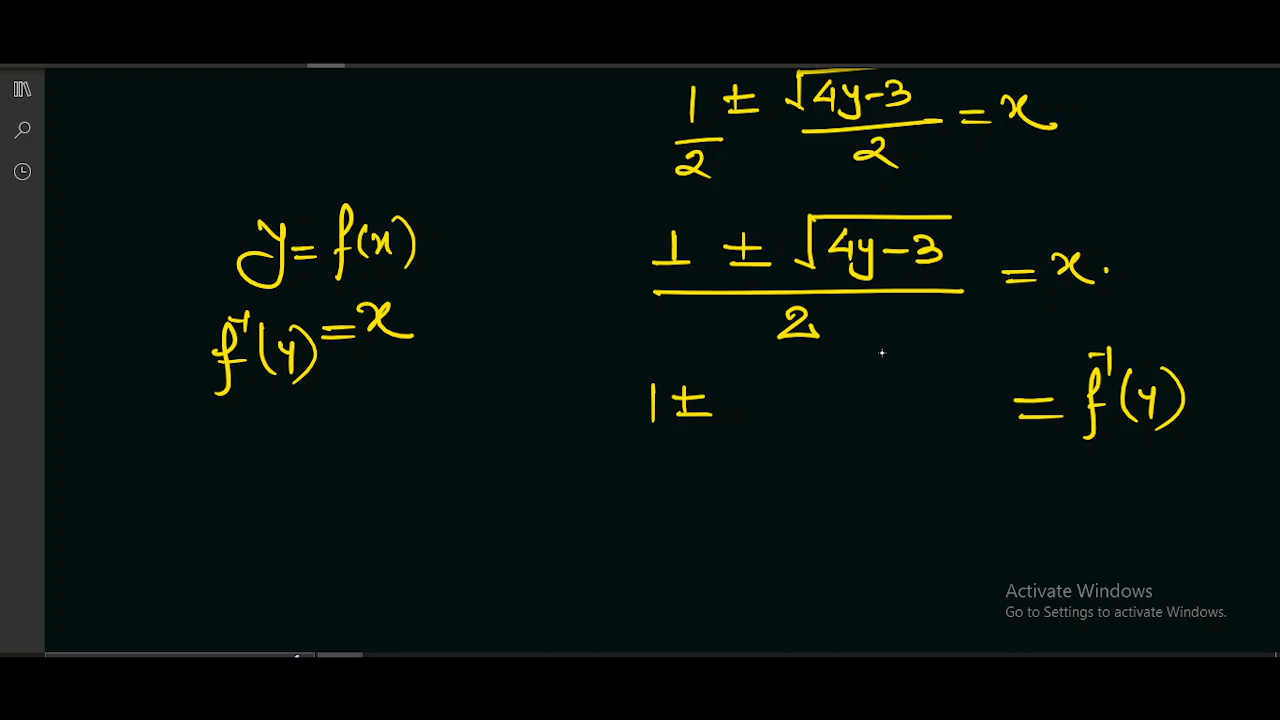 1/2 ± √(4y-3)/2 = x
y = f(x)
(1 ± √(4y-3))/2 = x.
f⁻¹(y) = x
1 ± = f⁻¹(y)
Activate Windows
Go to Settings to activate Windows.